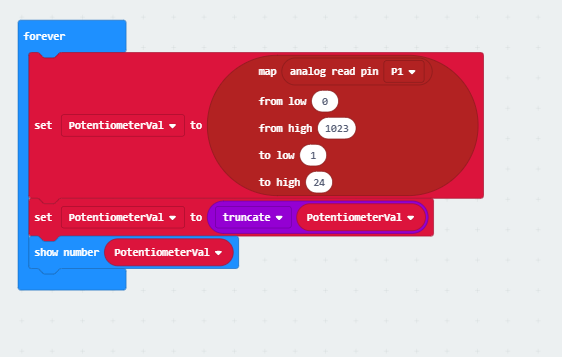 forever
map analog read pin P1
from low 0
set PotentiometerVal to from high 1023
to low 1
to high 24
set PotentiometerVal to truncate PotentiometerVal
show number PotentiometerVal